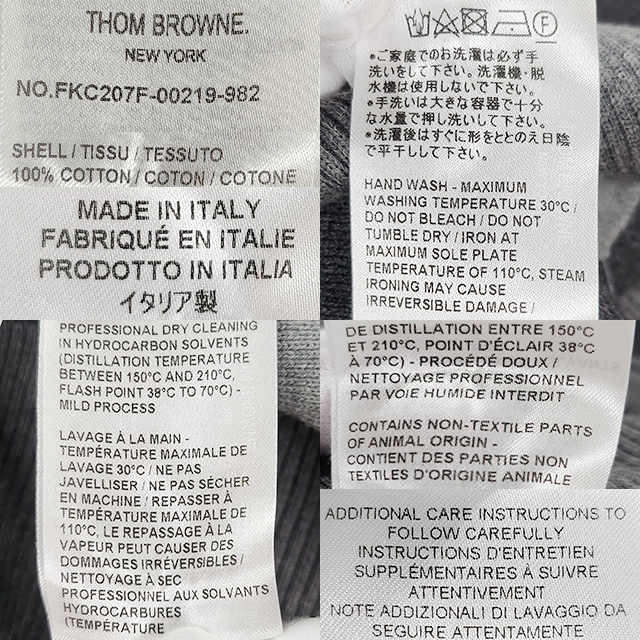 THOM BROWNE.
NEW YORK
NO.FKC207F-00219-982
SHELL / TISSU / TESSUTO
100% COTTON / COTON / COTONE
MADE IN ITALY
FABRIQUÉ EN ITALIE
PRODOTTO IN ITALIA
イタリア製
●ご家庭でのお洗濯は必ず手
洗いをして下さい。洗濯機・脱
水機は使用しないで下さい。
●手洗いは大きな容器で十分
な水量で押し洗いして下さい。
●洗濯後はすぐに形をととのえ日陰
で平干しして下さい。
HAND WASH - MAXIMUM
WASHING TEMPERATURE 30°C /
DO NOT BLEACH / DO NOT
TUMBLE DRY / IRON AT
MAXIMUM SOLE PLATE
TEMPERATURE OF 110°C, STEAM
IRONING MAY CAUSE
IRREVERSIBLE DAMAGE /
PROFESSIONAL DRY CLEANING
IN HYDROCARBON SOLVENTS
(DISTILLATION TEMPERATURE
BETWEEN 150°C AND 210°C,
FLASH POINT 38°C TO 70°C) -
MILD PROCESS
LAVAGE À LA MAIN -
TEMPÉRATURE MAXIMALE DE
LAVAGE 30°C / NE PAS
JAVELLISER / NE PAS SÉCHER
EN MACHINE / REPASSER À
TEMPÉRATURE MAXIMALE DE
110°C, LE REPASSAGE À LA
VAPEUR PEUT CAUSER DES
DOMMAGES IRRÉVERSIBLES /
NETTOYAGE À SEC
PROFESSIONNEL AUX SOLVANTS
HYDROCARBURES
(TEMPÉRATURE
DE DISTILLATION ENTRE 150°C
ET 210°C, POINT D'ÉCLAIR 38°C
À 70°C) - PROCÉDÉ DOUX /
NETTOYAGE PROFESSIONNEL
PAR VOIE HUMIDE INTERDIT
CONTAINS NON-TEXTILE PARTS
OF ANIMAL ORIGIN -
CONTIENT DES PARTIES NON
TEXTILES D'ORIGINE ANIMALE
ADDITIONAL CARE INSTRUCTIONS TO
FOLLOW CAREFULLY
INSTRUCTIONS D'ENTRETIEN
SUPPLÉMENTAIRES À SUIVRE
ATTENTIVEMENT
NOTE ADDIZIONALI DI LAVAGGIO DA
SEGUIRE ATTENTAMENTE